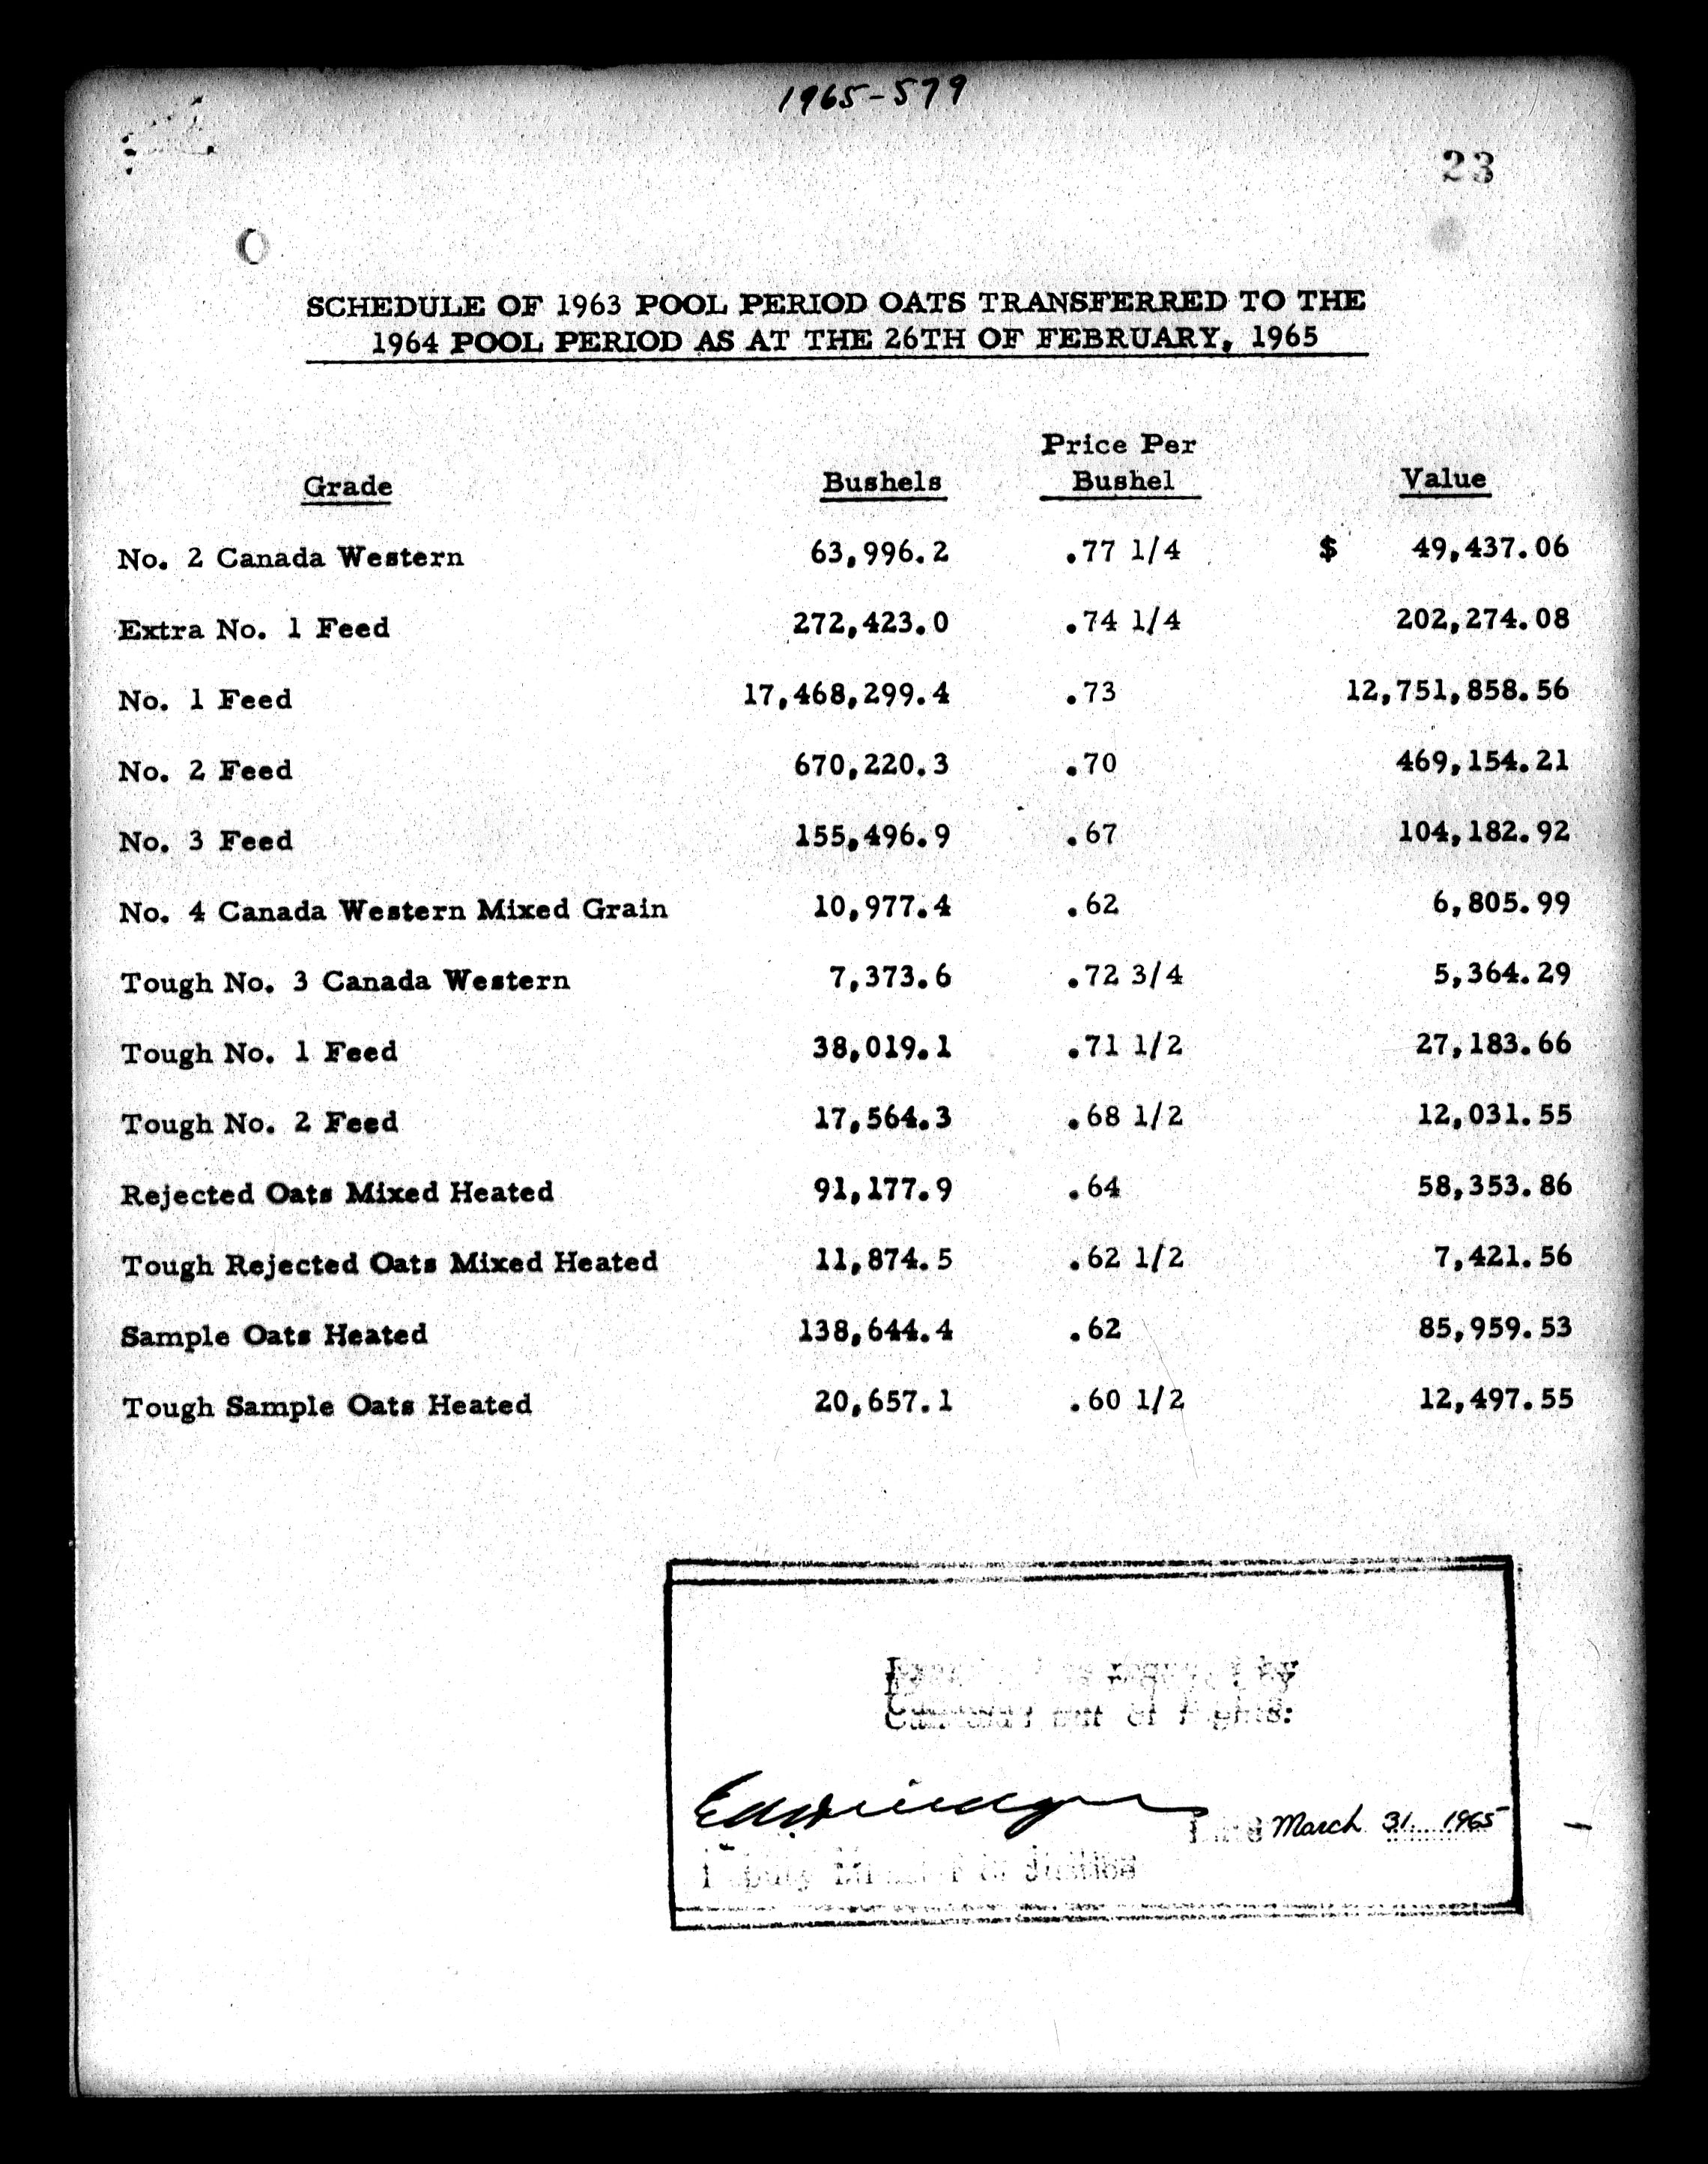 1965-579
23
SCHEDULE OF 1963 POOL PERIOD OATS TRANSFERRED TO THE
1964 POOL PERIOD AS AT THE 26TH OF FEBRUARY, 1965
Grade Bushels Price Per Bushel Value
No. 2 Canada Western 63,996.2 .77 1/4 $ 49,437.06
Extra No. 1 Feed 272,423.0 .74 1/4 202,274.08
No. 1 Feed 17,468,299.4 .73 12,751,858.56
No. 2 Feed 670,220.3 .70 469,154.21
No. 3 Feed 155,496.9 .67 104,182.92
No. 4 Canada Western Mixed Grain 10,977.4 .62 6,805.99
Tough No. 3 Canada Western 7,373.6 .72 3/4 5,364.29
Tough No. 1 Feed 38,019.1 .71 1/2 27,183.66
Tough No. 2 Feed 17,564.3 .68 1/2 12,031.55
Rejected Oats Mixed Heated 91,177.9 .64 58,353.86
Tough Rejected Oats Mixed Heated 11,874.5 .62 1/2 7,421.56
Sample Oats Heated 138,644.4 .62 85,959.53
Tough Sample Oats Heated 20,657.1 .60 1/2 12,497.55
by
of Rights:
March 31 1965
Deputy Minister of Justice